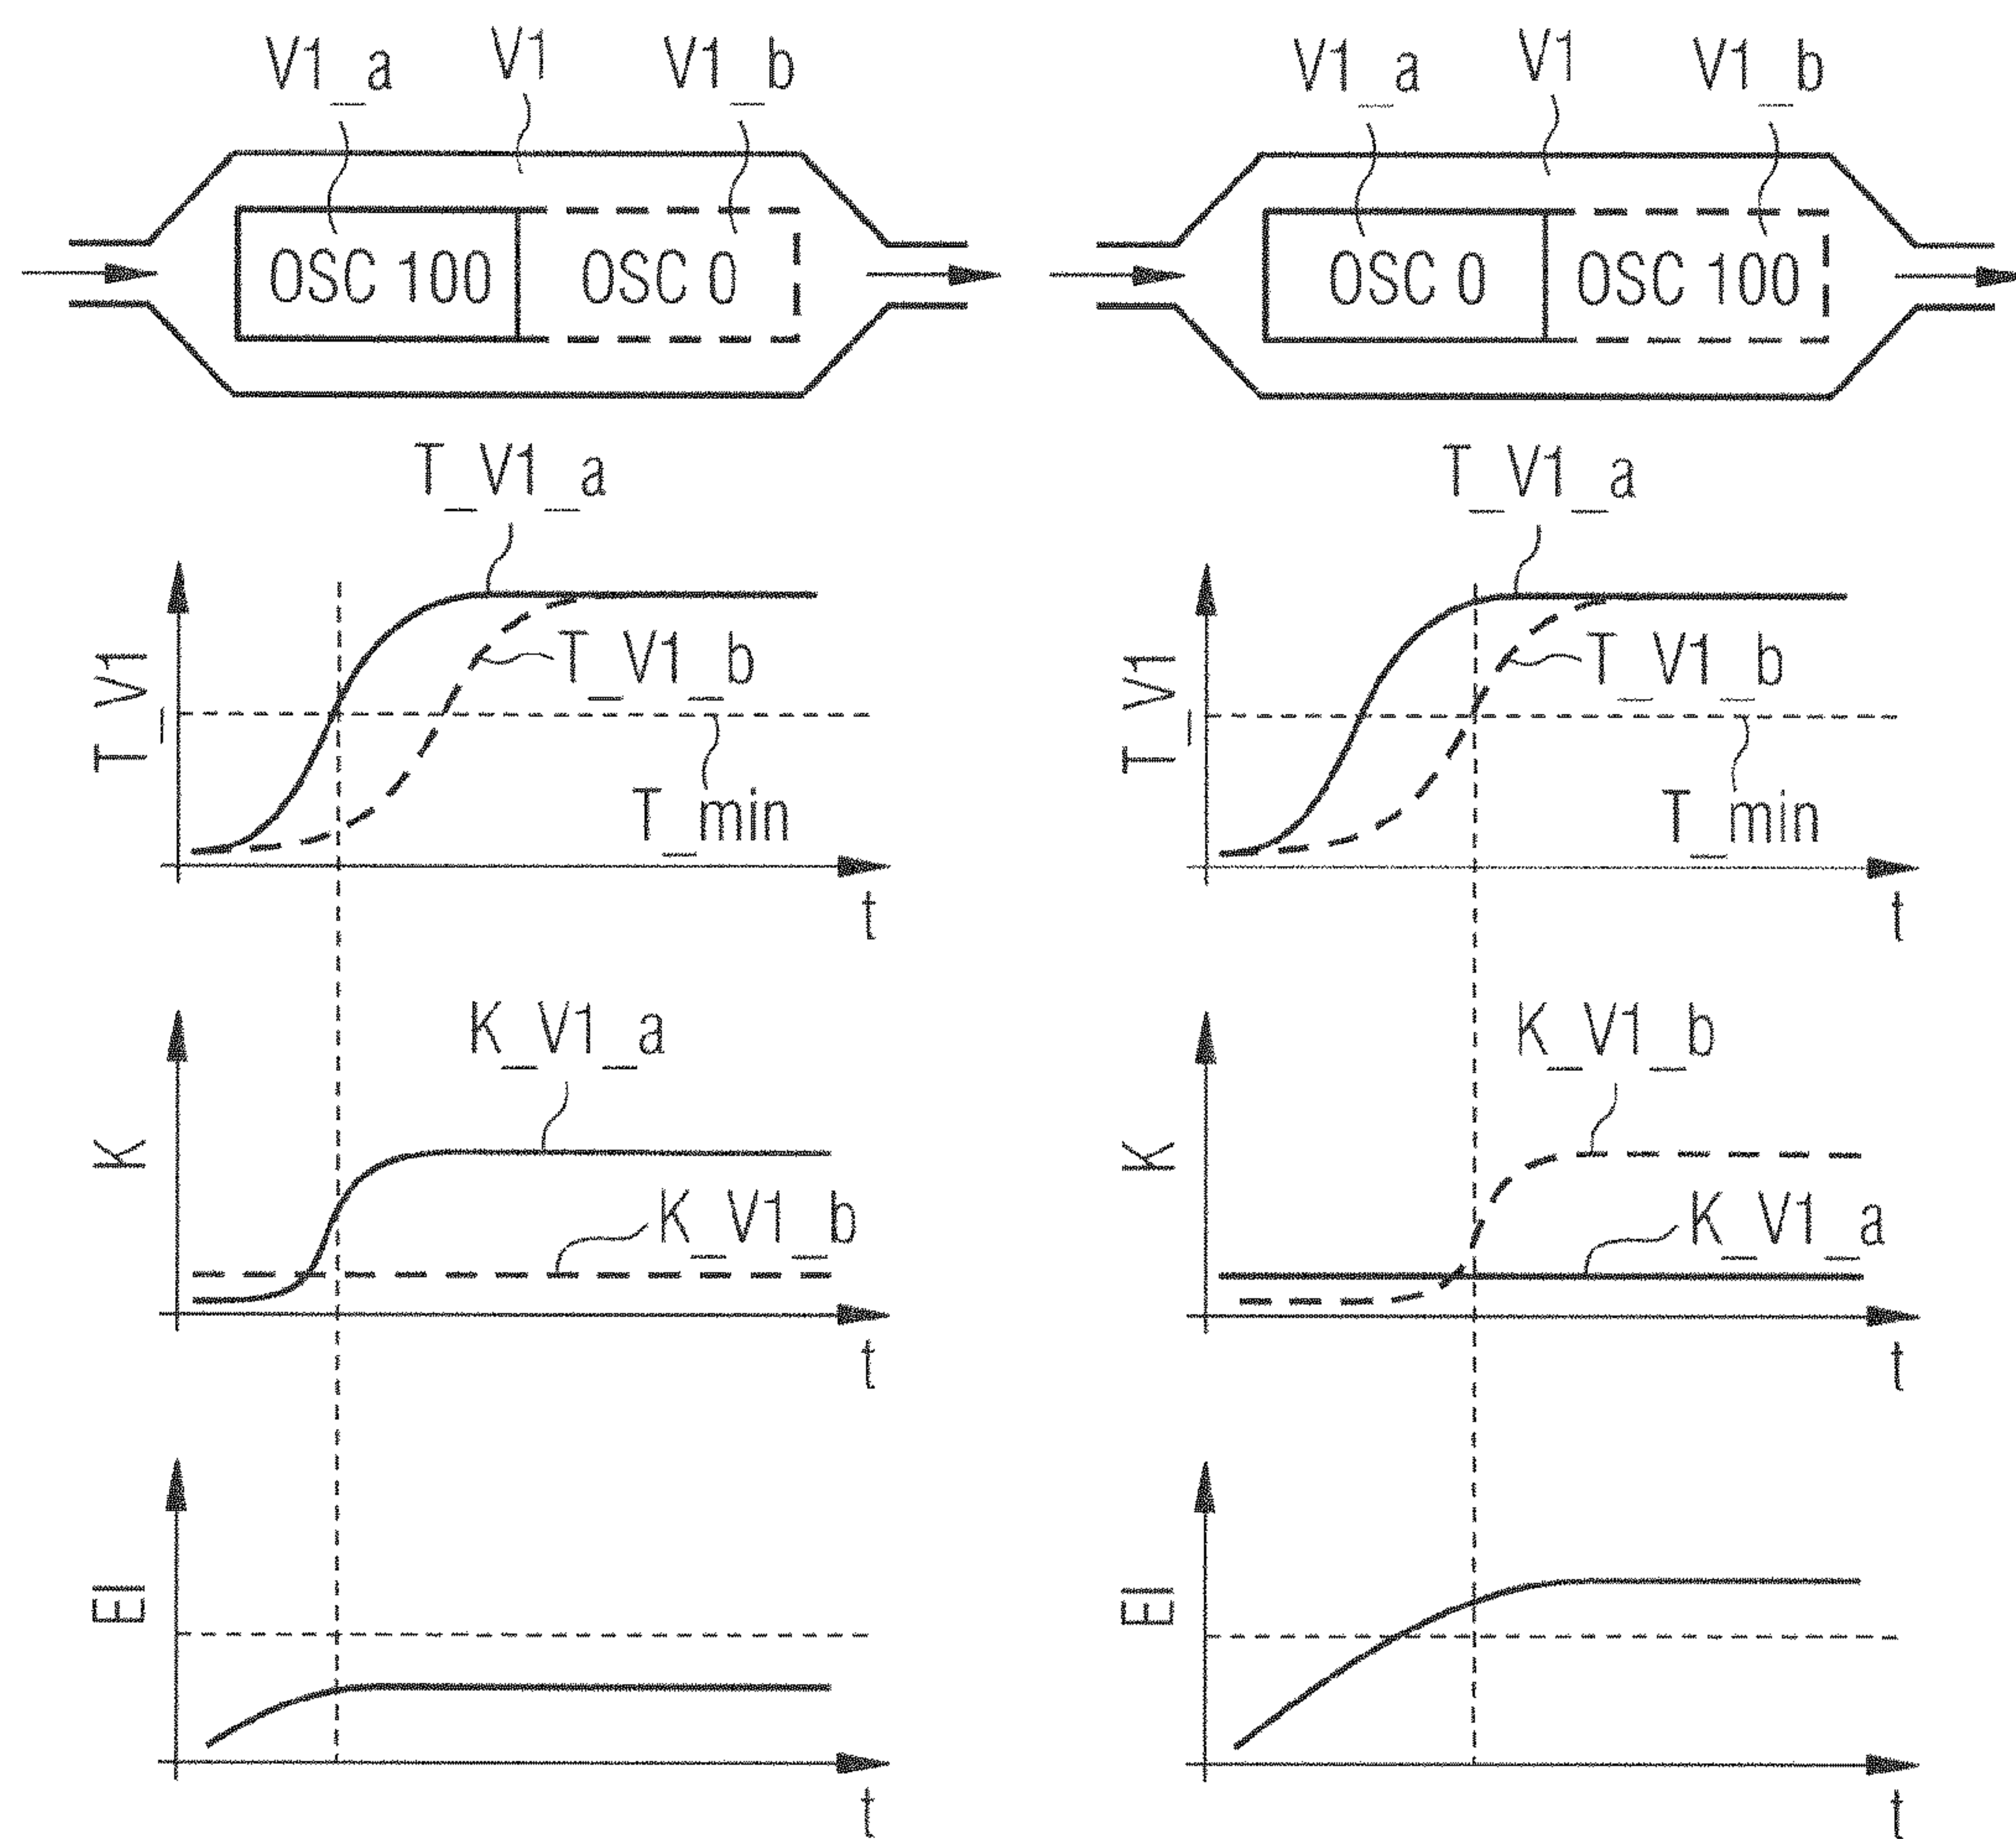 V1_a V1 V1_b
OSC 100 OSC 0
T_V1_a
T_V1
T_V1_b
T_min
t
K_V1_a
K
K_V1_b
t
EI
t
V1_a V1 V1_b
OSC 0 OSC 100
T_V1_a
T_V1
T_V1_b
T_min
t
K_V1_b
K
K_V1_a
t
EI
t